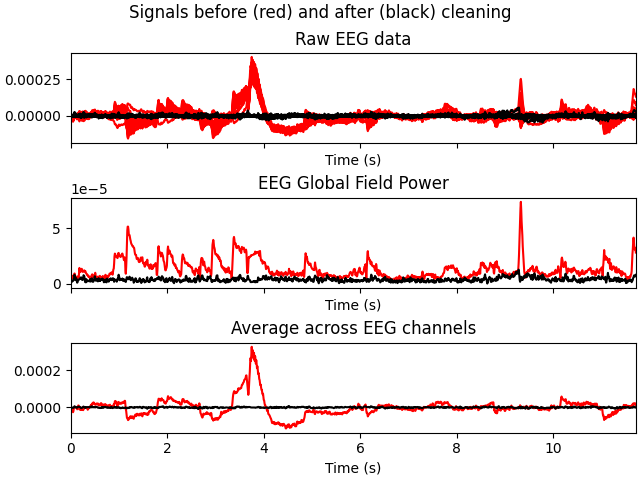 Signals before (red) and after (black) cleaning
Raw EEG data
0.00025
0.00000
Time (s)
EEG Global Field Power
1e−5
5
0
Time (s)
Average across EEG channels
0.0002
0.0000
0 2 4 6 8 10
Time (s)